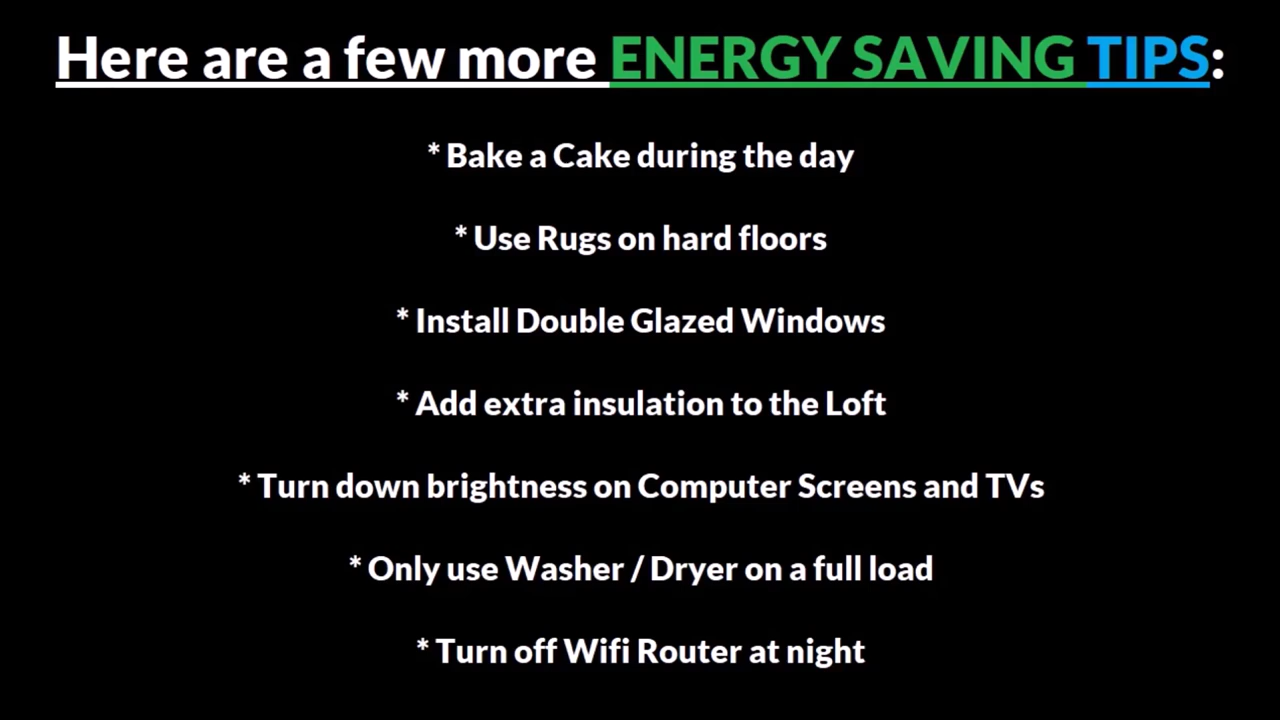 Here are a few more ENERGY SAVING TIPS:
* Bake a Cake during the day
* Use Rugs on hard floors
* Install Double Glazed Windows
* Add extra insulation to the Loft
* Turn down brightness on Computer Screens and TVs
* Only use Washer / Dryer on a full load
* Turn off Wifi Router at night